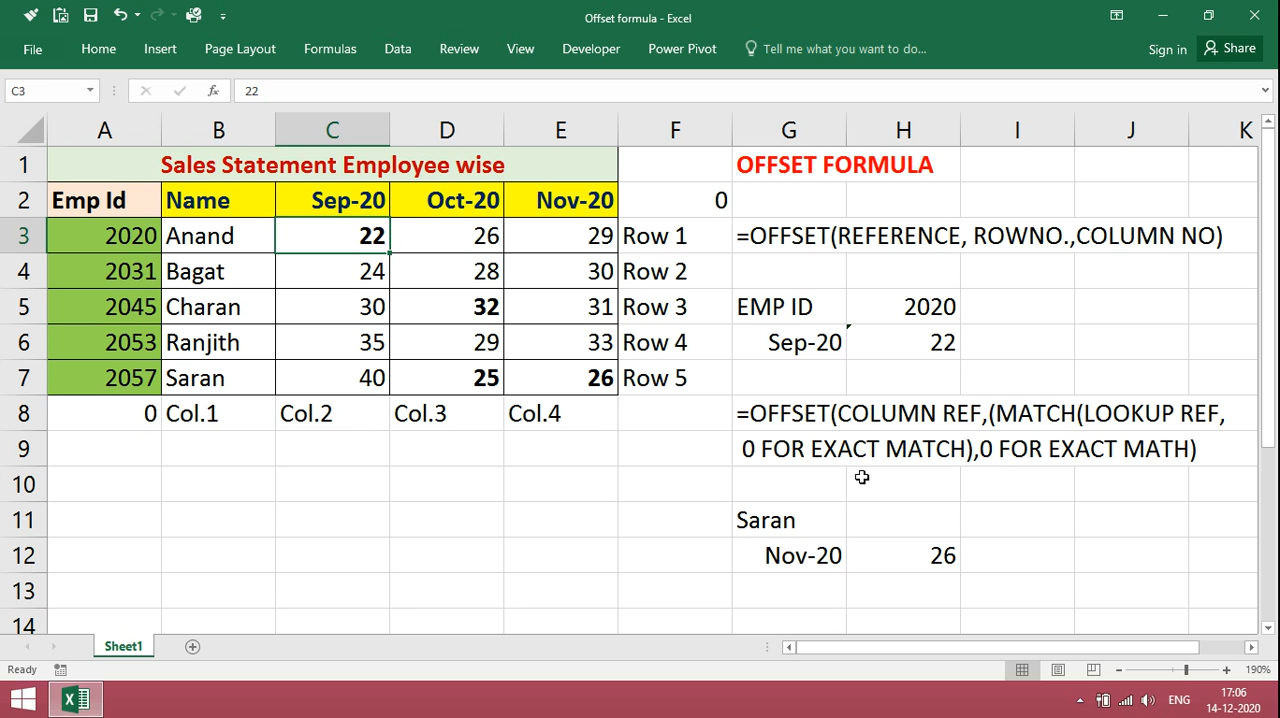 Offset formula - Excel
File Home Insert Page Layout Formulas Data Review View Developer Power Pivot Tell me what you want to do... Sign in Share
C3 fx 22
A B C D E F G H I J K
1 Sales Statement Employee wise OFFSET FORMULA
2 Emp Id Name Sep-20 Oct-20 Nov-20 0
3 2020 Anand 22 26 29 Row 1 =OFFSET(REFERENCE, ROWNO.,COLUMN NO)
4 2031 Bagat 24 28 30 Row 2
5 2045 Charan 30 32 31 Row 3 EMP ID 2020
6 2053 Ranjith 35 29 33 Row 4 Sep-20 22
7 2057 Saran 40 25 26 Row 5
8 0 Col.1 Col.2 Col.3 Col.4 =OFFSET(COLUMN REF,(MATCH(LOOKUP REF,
9 0 FOR EXACT MATCH),0 FOR EXACT MATH)
10
11 Saran
12 Nov-20 26
13
14
Sheet1
Ready 190%
ENG 17:06
14-12-2020